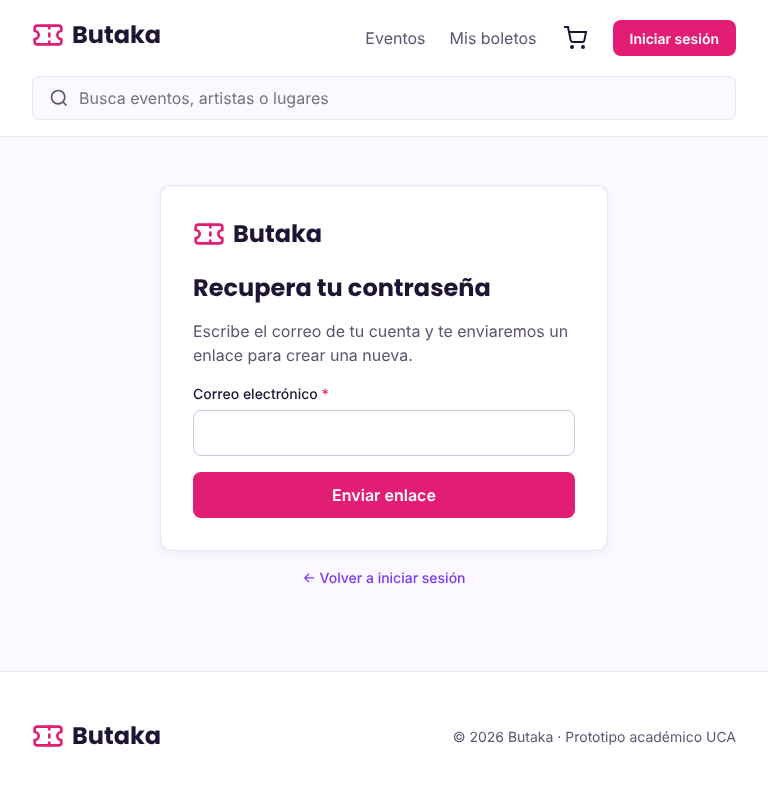 Butaka
Eventos
Mis boletos
Iniciar sesión
Busca eventos, artistas o lugares
Butaka
Recupera tu contraseña
Escribe el correo de tu cuenta y te enviaremos un
enlace para crear una nueva.
Correo electrónico *
Enviar enlace
← Volver a iniciar sesión
Butaka
© 2026 Butaka · Prototipo académico UCA